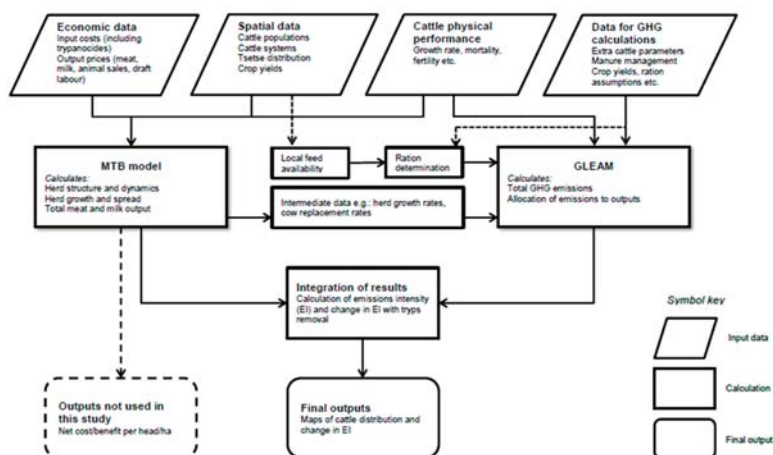 Economic data
Input costs (including
trypanocides)
Output prices (meat,
milk, animal sales, draft
labour)
Spatial data
Cattle populations
Cattle systems
Tsetse distribution
Crop yields
Cattle physical
performance
Growth rate, mortality,
fertility etc.
Data for GHG
calculations
Extra cattle parameters
Manure management
Crop yields, ration
assumptions etc.
MTB model
Calculates:
Herd structure and dynamics
Herd growth and spread
Total meat and milk output
Local feed
availability
Ration
determination
GLEAM
Calculates:
Total GHG emissions
Allocation of emissions to outputs
Intermediate data e.g.: herd growth rates,
cow replacement rates
Integration of results
Calculation of emissions intensity
(EI) and change in EI with tryps
removal
Symbol key
Input data
Calculation
Final output
Outputs not used in
this study
Net cost/benefit per head/ha
Final outputs
Maps of cattle distribution and
change in EI